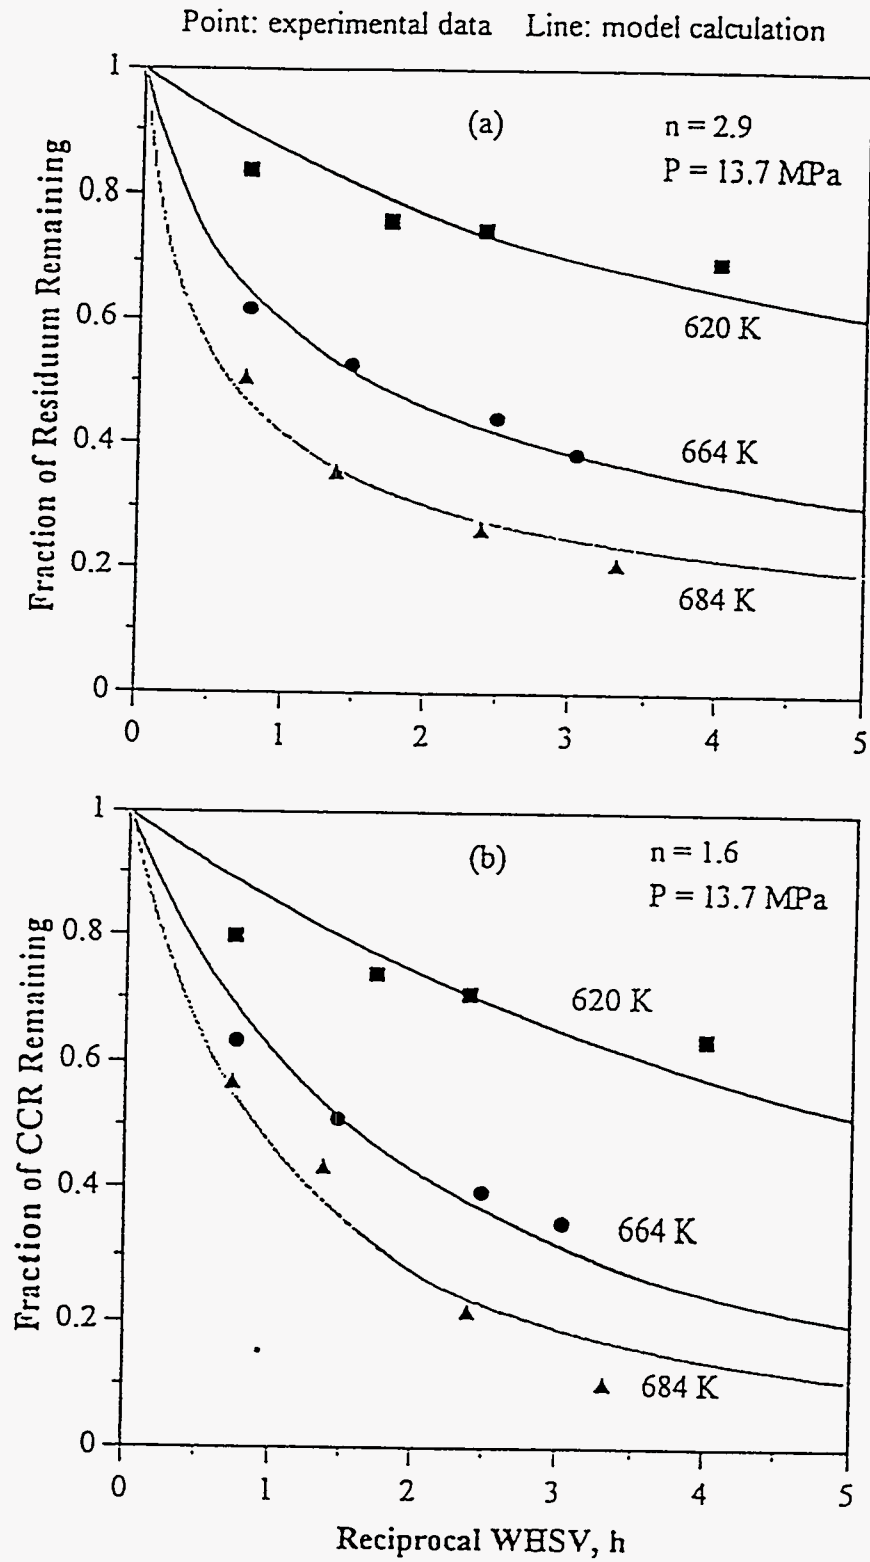 Point: experimental data Line: model calculation
1
(a)
n = 2.9
P = 13.7 MPa
0.8
0.6
0.4
0.2
0
Fraction of Residuum Remaining
620 K
664 K
684 K
0 1 2 3 4 5
1
(b)
n = 1.6
P = 13.7 MPa
0.8
0.6
0.4
0.2
0
Fraction of CCR Remaining
620 K
664 K
684 K
0 1 2 3 4 5
Reciprocal WHSV, h